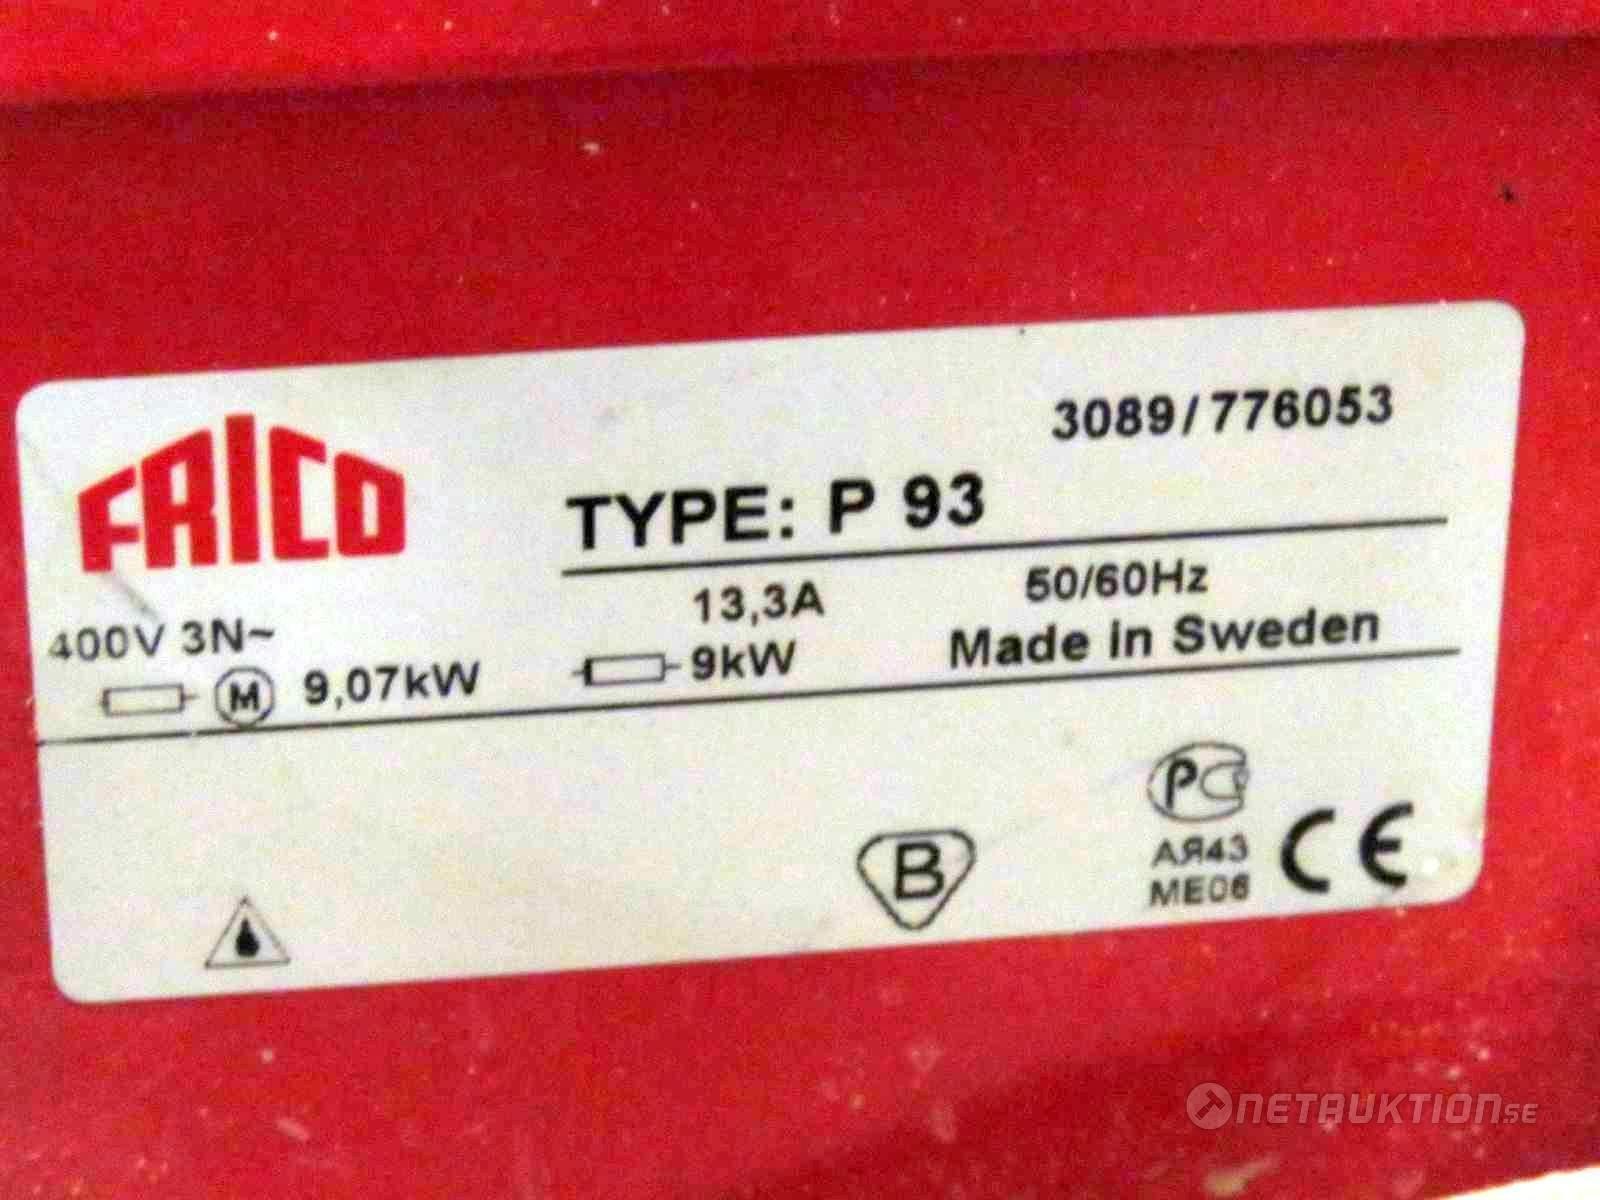 3089/776053
FRICO
TYPE: P 93
400V 3N~ 13,3A 50/60Hz
M 9,07kW 9kW Made in Sweden
PC
B
АЯ43
МЕ06
CE
NETAUKTION.SE